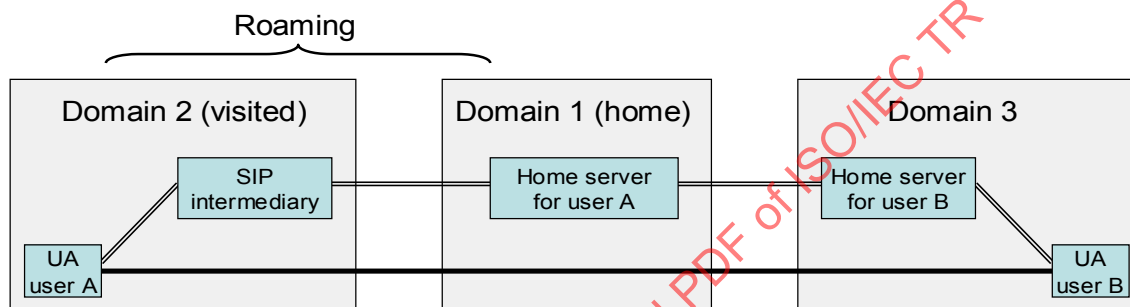 Roaming
Domain 2 (visited)
Domain 1 (home)
Domain 3
SIP
intermediary
Home server
for user A
Home server
for user B
UA
user A
UA
user B
PDF of ISO/IEC TR